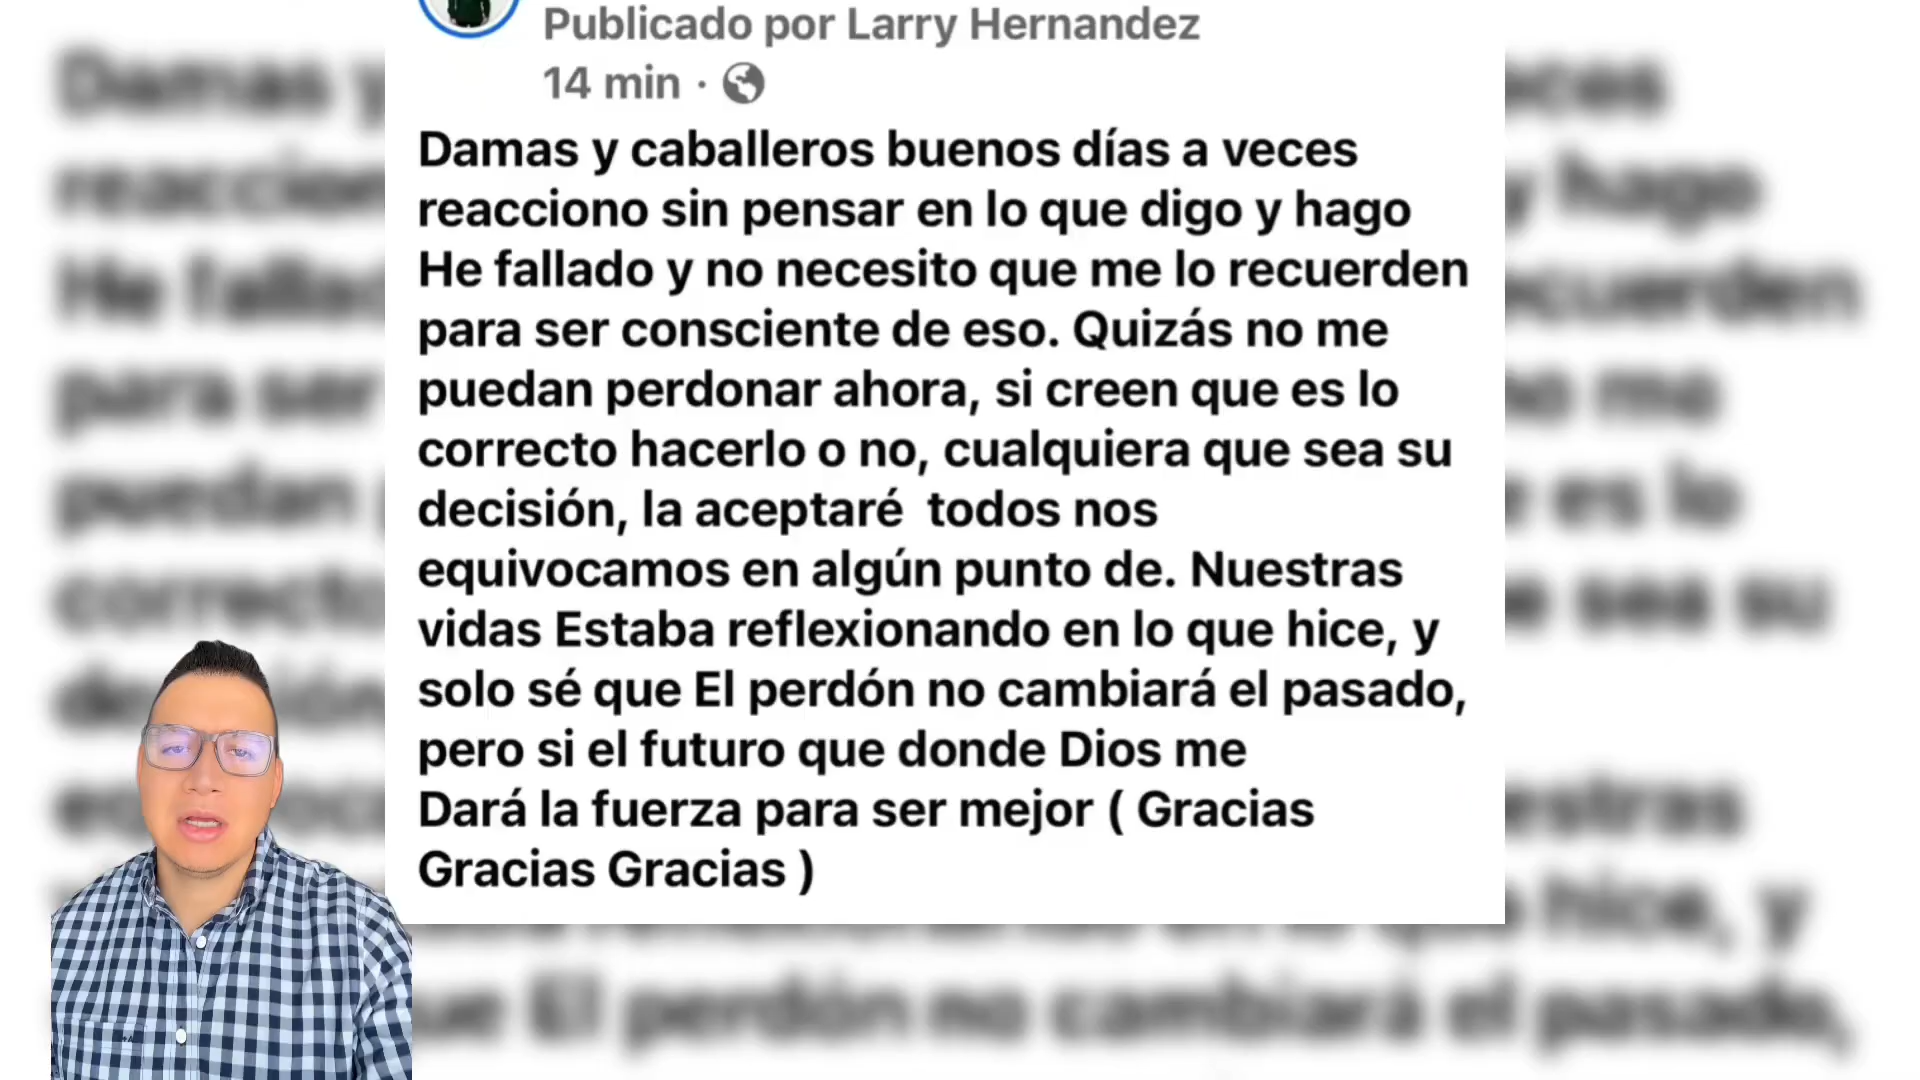 Publicado por Larry Hernandez
14 min ·
Damas y caballeros buenos días a veces
reacciono sin pensar en lo que digo y hago
He fallado y no necesito que me lo recuerden
para ser consciente de eso. Quizás no me
puedan perdonar ahora, si creen que es lo
correcto hacerlo o no, cualquiera que sea su
decisión, la aceptaré  todos nos
equivocamos en algún punto de. Nuestras
vidas Estaba reflexionando en lo que hice, y
solo sé que El perdón no cambiará el pasado,
pero si el futuro que donde Dios me
Dará la fuerza para ser mejor ( Gracias
Gracias Gracias )